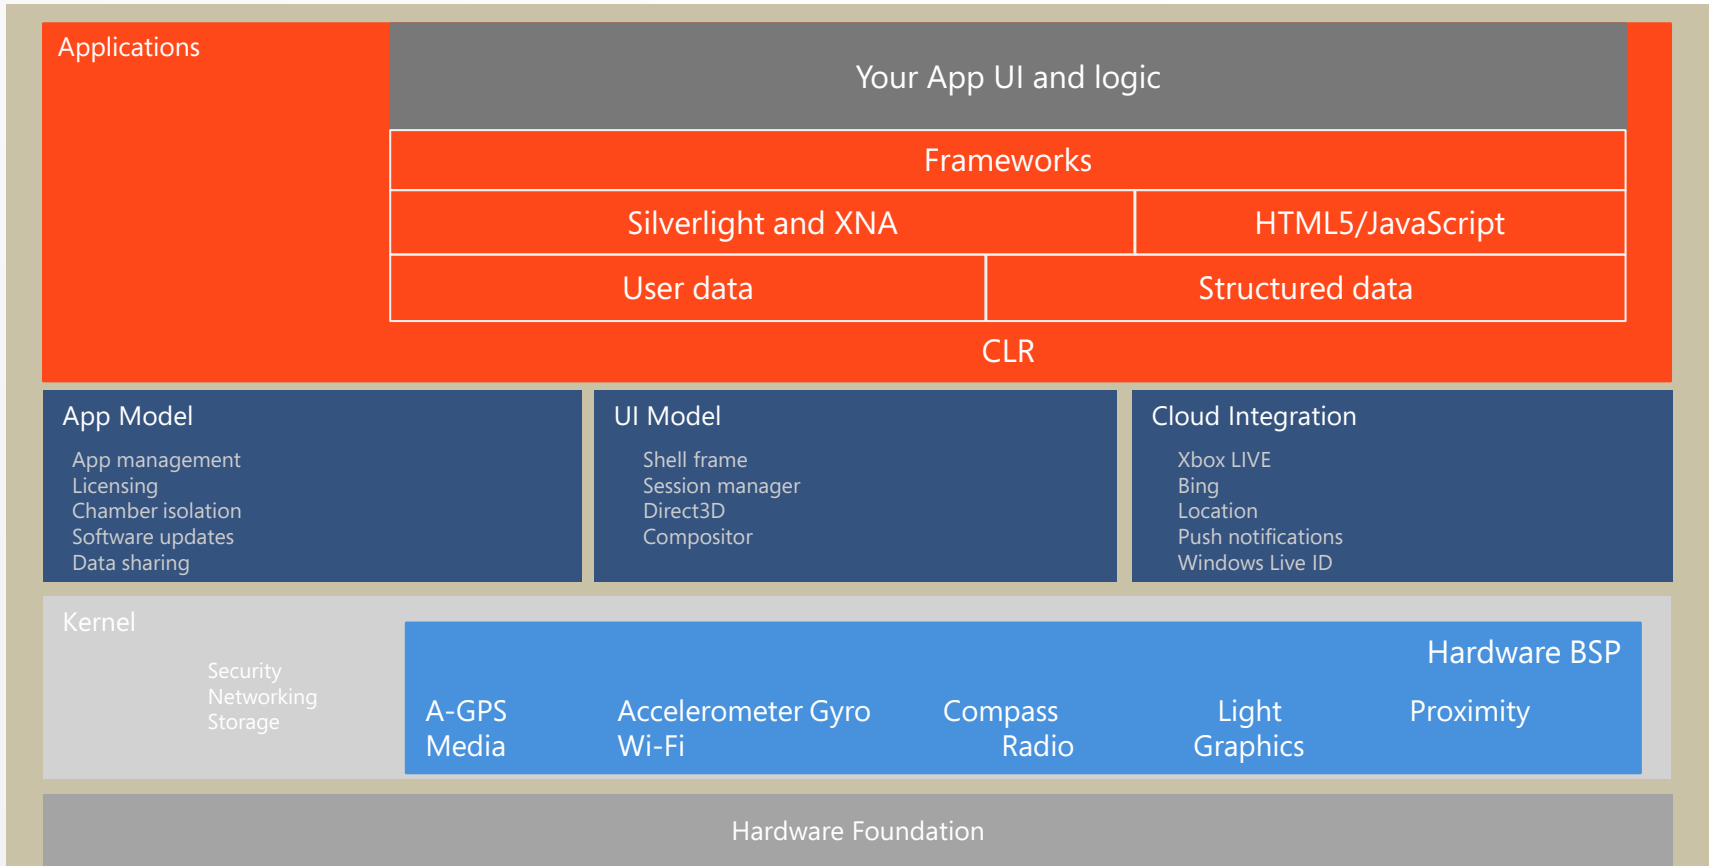 Applications
Your App UI and logic
Frameworks
Silverlight and XNA
HTML5/JavaScript
User data
Structured data
CLR
App Model
App management
Licensing
Chamber isolation
Software updates
Data sharing
UI Model
Shell frame
Session manager
Direct3D
Compositor
Cloud Integration
Xbox LIVE
Bing
Location
Push notifications
Windows Live ID
Kernel
Security
Networking
Storage
Hardware BSP
A-GPS Accelerometer Gyro Compass Light Proximity
Media Wi-Fi Radio Graphics
Hardware Foundation